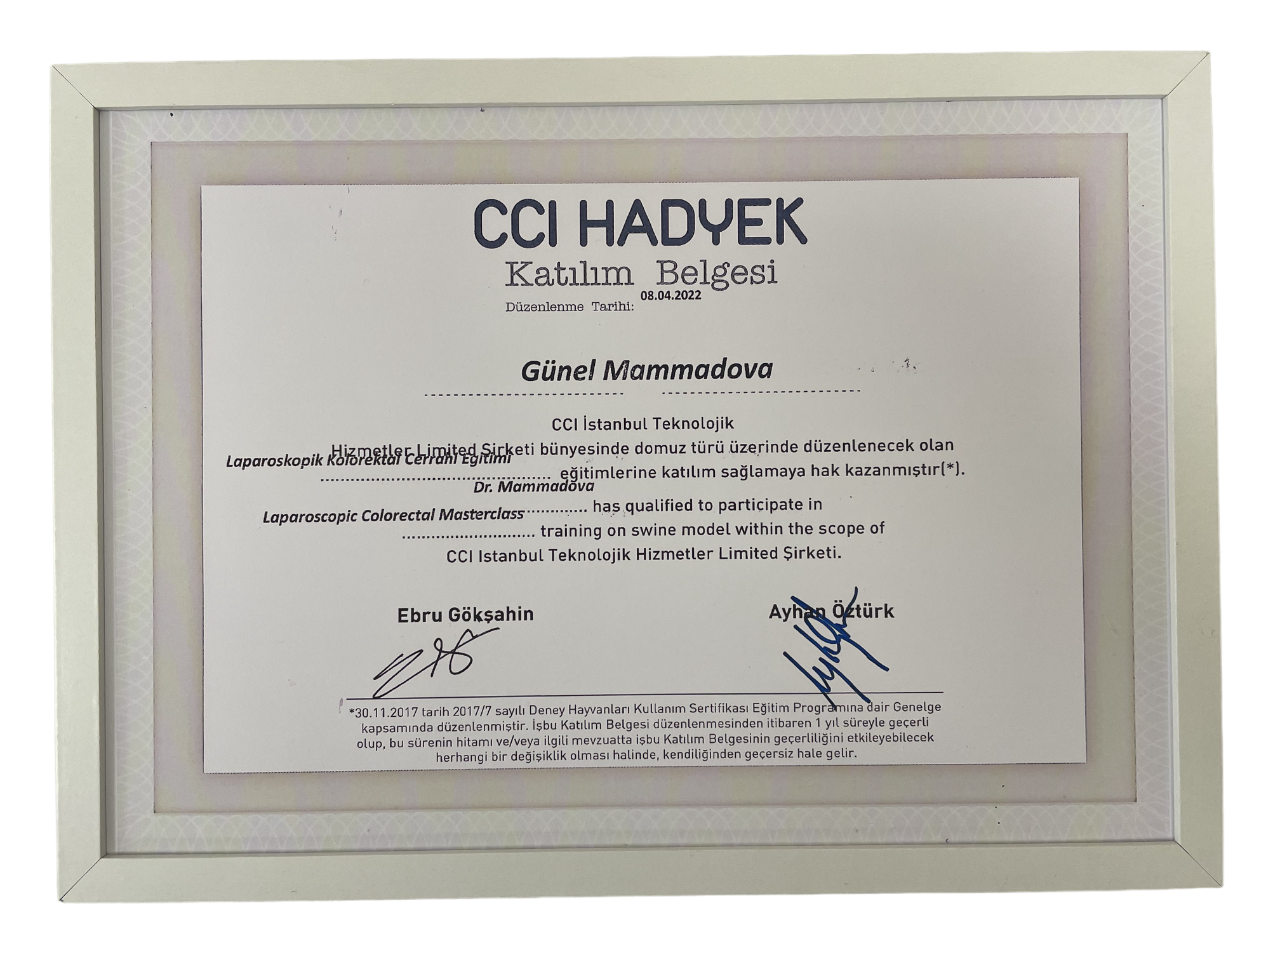 CCI HADYEK
Katılım Belgesi
Düzenlenme Tarihi: 08.04.2022
Günel Mammadova
CCI İstanbul Teknolojik
Hizmetler Limited Şirketi bünyesinde domuz türü üzerinde düzenlenecek olan
Laparoskopik Kolorektal Cerrahi Eğitimi
eğitimlerine katılım sağlamaya hak kazanmıştır(*).
Dr. Mammadova
has qualified to participate in
Laparoscopic Colorectal Masterclass
training on swine model within the scope of
CCI Istanbul Teknolojik Hizmetler Limited Şirketi.
Ebru Gökşahin
Ayhan Öztürk
*30.11.2017 tarih 2017/7 sayılı Deney Hayvanları Kullanım Sertifikası Eğitim Programına dair Genelge
kapsamında düzenlenmiştir. İşbu Katılım Belgesi düzenlenmesinden itibaren 1 yıl süreyle geçerli
olup, bu sürenin hitamı ve/veya ilgili mevzuatta işbu Katılım Belgesinin geçerliliğini etkileyebilecek
herhangi bir değişiklik olması halinde, kendiliğinden geçersiz hale gelir.